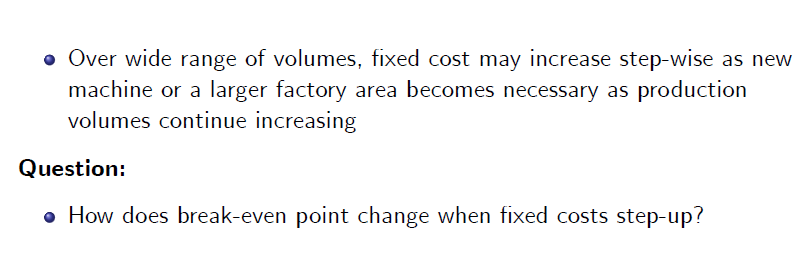 Over wide range of volumes, fixed cost may increase step-wise as new
machine or a larger factory area becomes necessary as production
volumes continue increasing
Question:
How does break-even point change when fixed costs step-up?